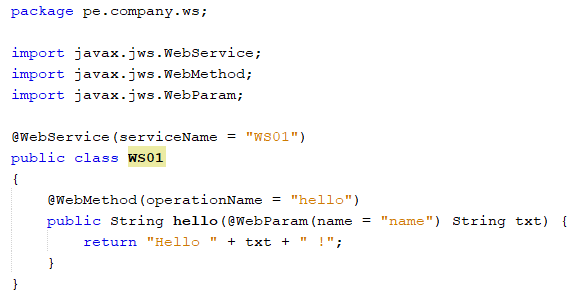 package pe.company.ws;
import javax.jws.WebService;
import javax.jws.WebMethod;
import javax.jws.WebParam;
@WebService(serviceName = "WS01")
public class WS01
{
@WebMethod(operationName = "hello")
public String hello(@WebParam(name = "name") String txt) {
return "Hello " + txt + " !";
}
}